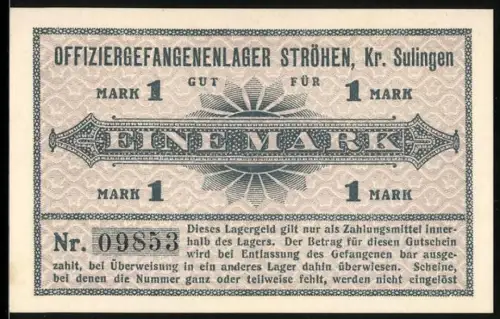 OFFIZIERGEFANGENENLAGER STRÖHEN, Kr. Sulingen
MARK 1 GUT FÜR 1 MARK
EINE MARK
MARK 1 1 MARK
Nr. 09853
Dieses Lagergeld gilt nur als Zahlungsmittel inner-
halb des Lagers. Der Betrag für diesen Gutschein
wird bei Entlassung des Gefangenen bar ausge-
zahlt, bei Überweisung in ein anderes Lager dahin überwiesen. Scheine,
bei denen die Nummer ganz oder teilweise fehlt, werden nicht eingelöst